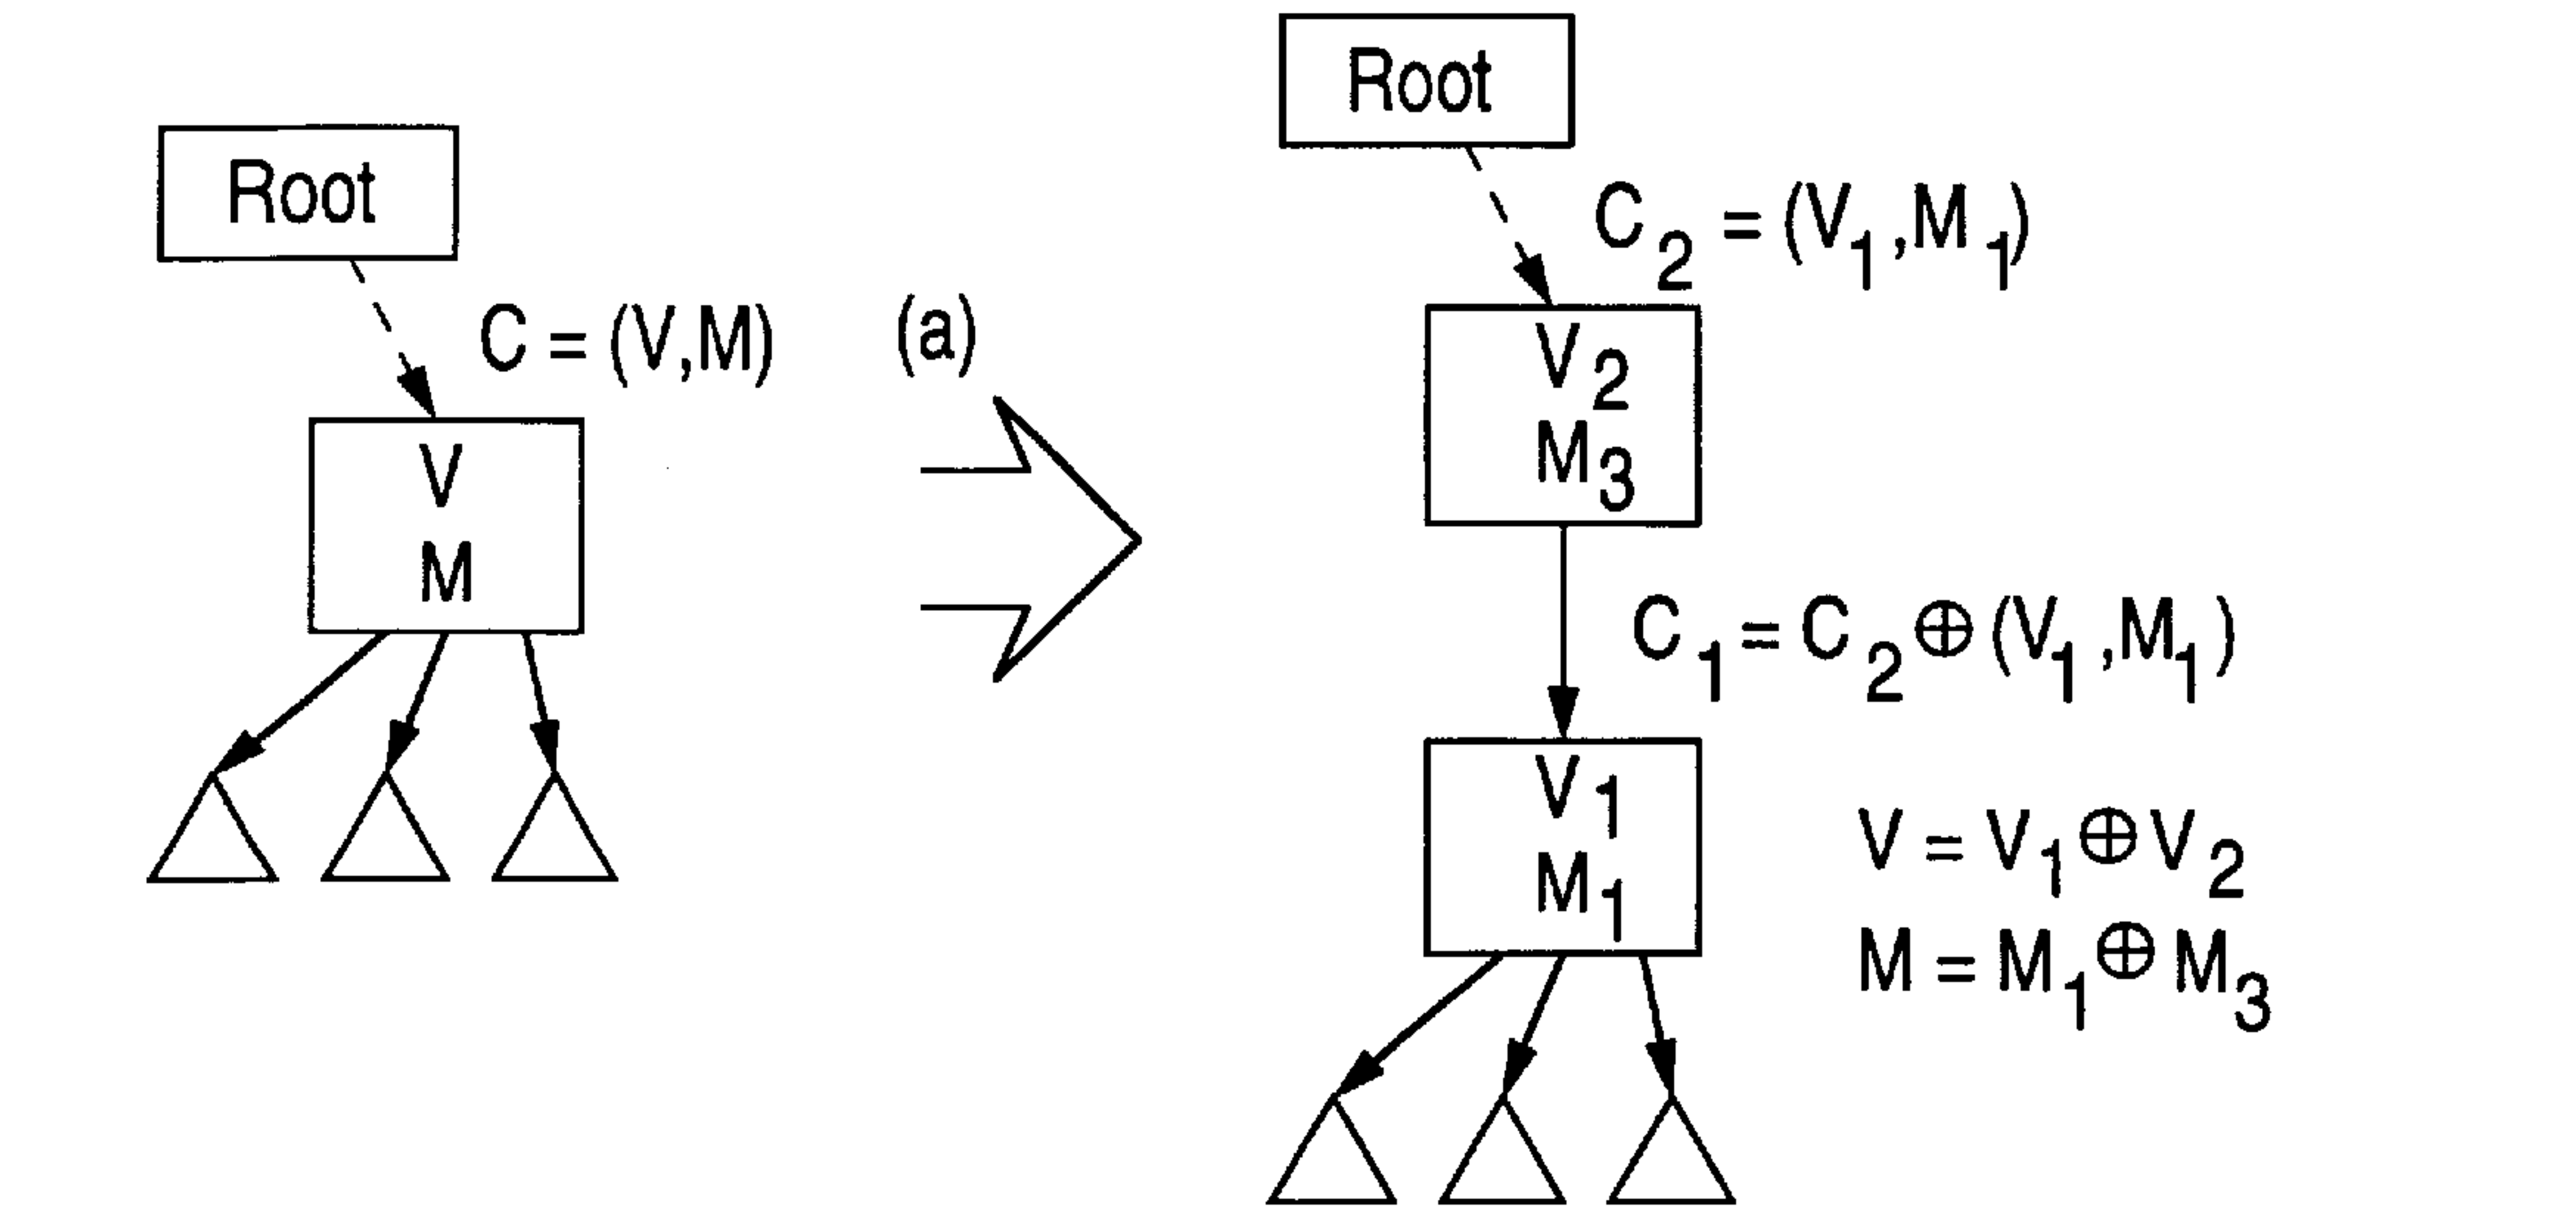 Root
C = (V,M)
V
M
(a)
Root
C₂ = (V₁,M₁)
V₂
M₃
C₁ = C₂ ⊕ (V₁,M₁)
V₁
M₁
V = V₁ ⊕ V₂
M = M₁ ⊕ M₃